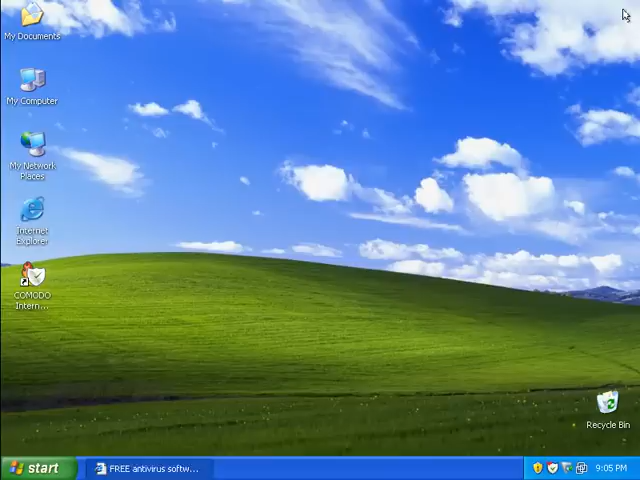 My Documents
My Computer
My Network
Places
Internet
Explorer
COMODO
Intern...
Recycle Bin
start
FREE antivirus softw...
9:05 PM